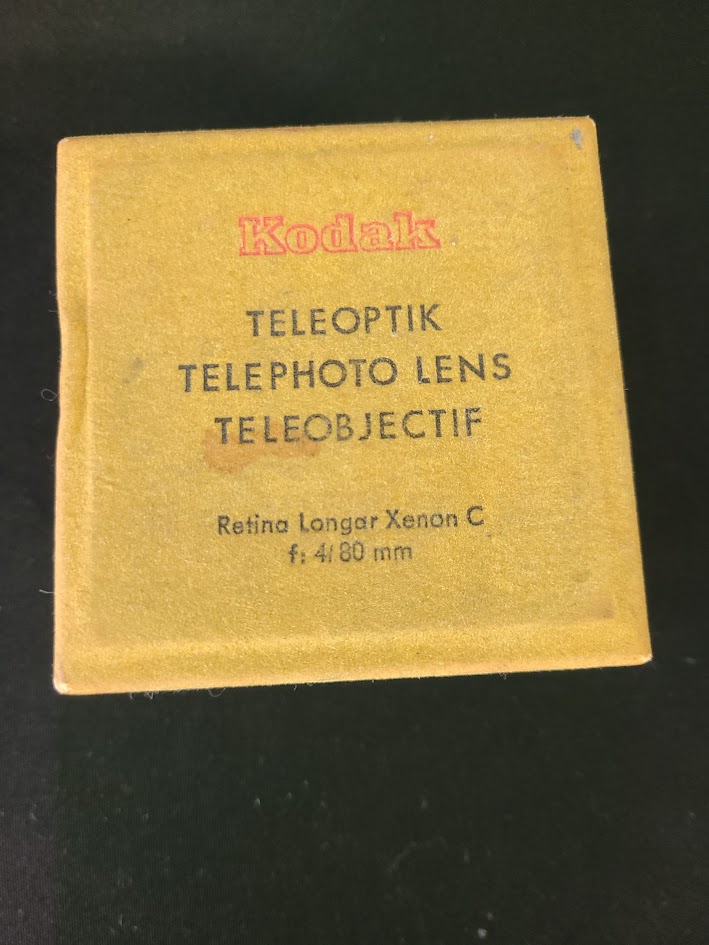 Kodak
TELEOPTIK
TELEPHOTO LENS
TELEOBJECTIF
Retina Longar Xenon C
f: 4/80 mm